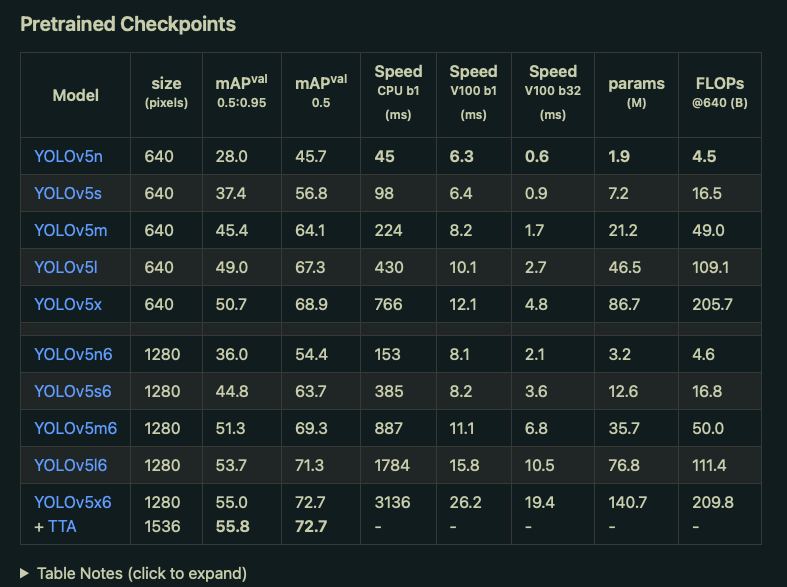 Pretrained Checkpoints
Model size (pixels) mAPval 0.5:0.95 mAPval 0.5 Speed CPU b1 (ms) Speed V100 b1 (ms) Speed V100 b32 (ms) params (M) FLOPs @640 (B)
YOLOv5n 640 28.0 45.7 45 6.3 0.6 1.9 4.5
YOLOv5s 640 37.4 56.8 98 6.4 0.9 7.2 16.5
YOLOv5m 640 45.4 64.1 224 8.2 1.7 21.2 49.0
YOLOv5l 640 49.0 67.3 430 10.1 2.7 46.5 109.1
YOLOv5x 640 50.7 68.9 766 12.1 4.8 86.7 205.7
YOLOv5n6 1280 36.0 54.4 153 8.1 2.1 3.2 4.6
YOLOv5s6 1280 44.8 63.7 385 8.2 3.6 12.6 16.8
YOLOv5m6 1280 51.3 69.3 887 11.1 6.8 35.7 50.0
YOLOv5l6 1280 53.7 71.3 1784 15.8 10.5 76.8 111.4
YOLOv5x6 1280 55.0 72.7 3136 26.2 19.4 140.7 209.8
+ TTA 1536 55.8 72.7 - - - - -
▶ Table Notes (click to expand)